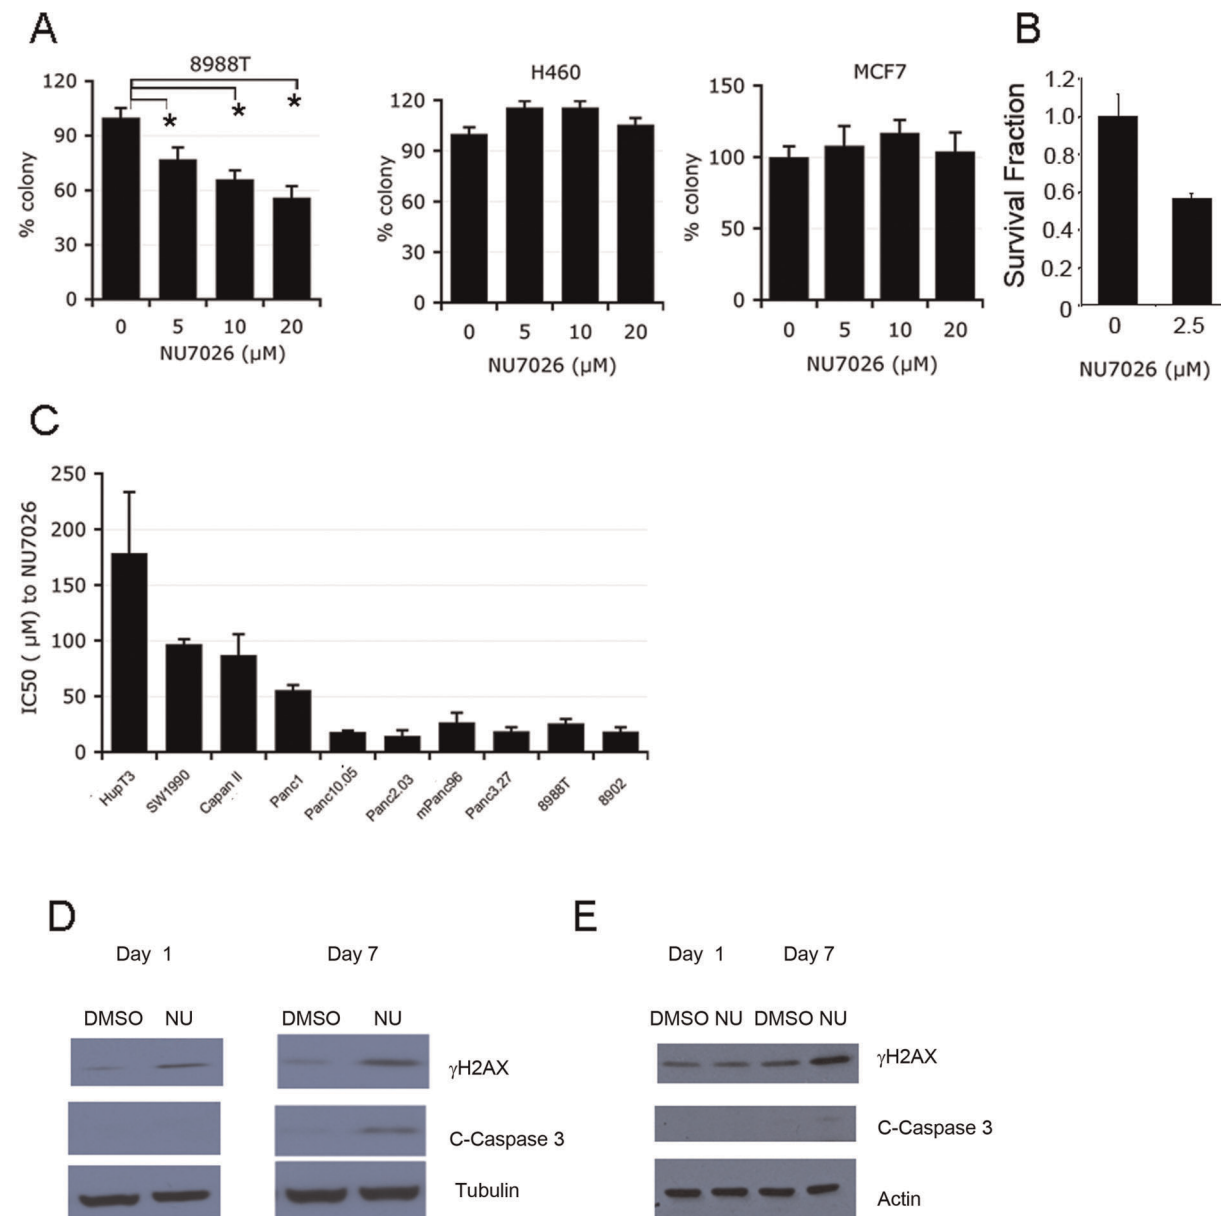 A
8988T
% colony
120
90
60
30
0
0 5 10 20
NU7026 (µM)
* * *
H460
% colony
120
90
60
30
0
0 5 10 20
NU7026 (µM)
MCF7
% colony
150
100
50
0
0 5 10 20
NU7026 (µM)
B
Survival Fraction
1.2
1.0
0.6
0.4
0.2
0
0 2.5
NU7026 (µM)
C
IC50 ( µM) to NU7026
250
200
150
100
50
0
HupT3
SW1990
Capan II
Panc1
Panc10.05
Panc2.03
mPanc96
Panc3.27
8988T
8902
D
Day 1 Day 7
DMSO NU DMSO NU
γH2AX
C-Caspase 3
Tubulin
E
Day 1 Day 7
DMSO NU DMSO NU
γH2AX
C-Caspase 3
Actin